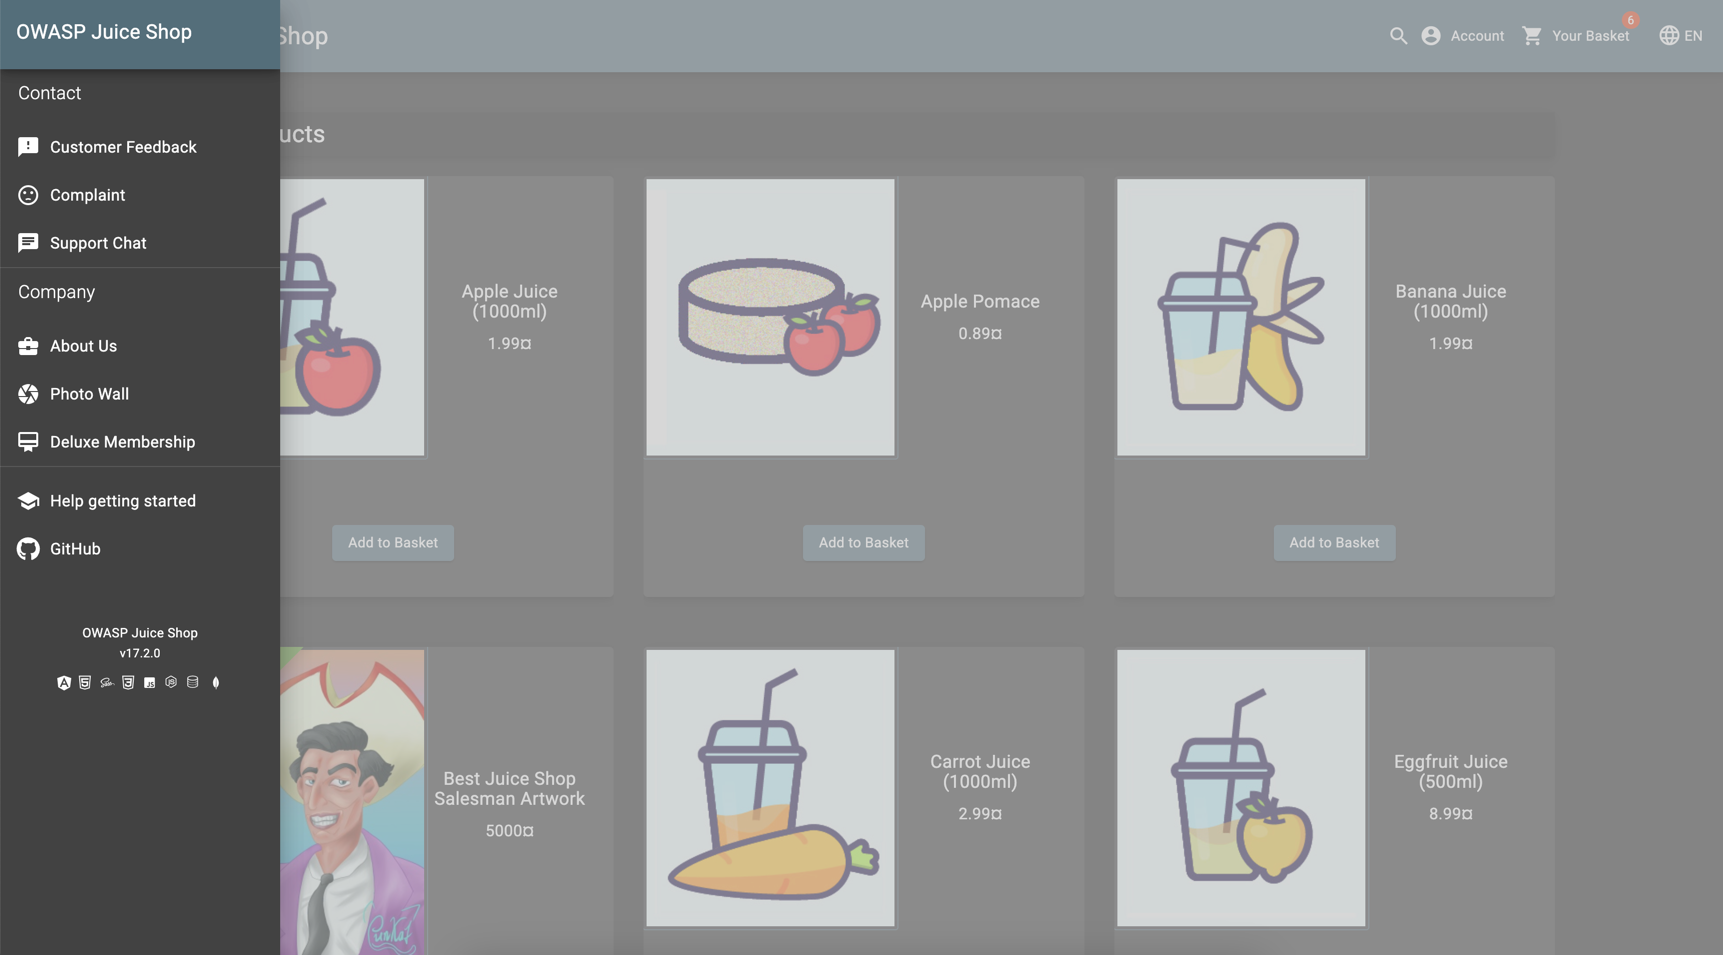 OWASP Juice Shop
Contact
Customer Feedback
Complaint
Support Chat
Company
About Us
Photo Wall
Deluxe Membership
Help getting started
GitHub
OWASP Juice Shop
v17.2.0
Shop
Account
Your Basket
6
EN
ucts
Apple Juice
(1000ml)
1.99¤
Add to Basket
Apple Pomace
0.89¤
Add to Basket
Banana Juice
(1000ml)
1.99¤
Add to Basket
Best Juice Shop
Salesman Artwork
5000¤
Carrot Juice
(1000ml)
2.99¤
Eggfruit Juice
(500ml)
8.99¤